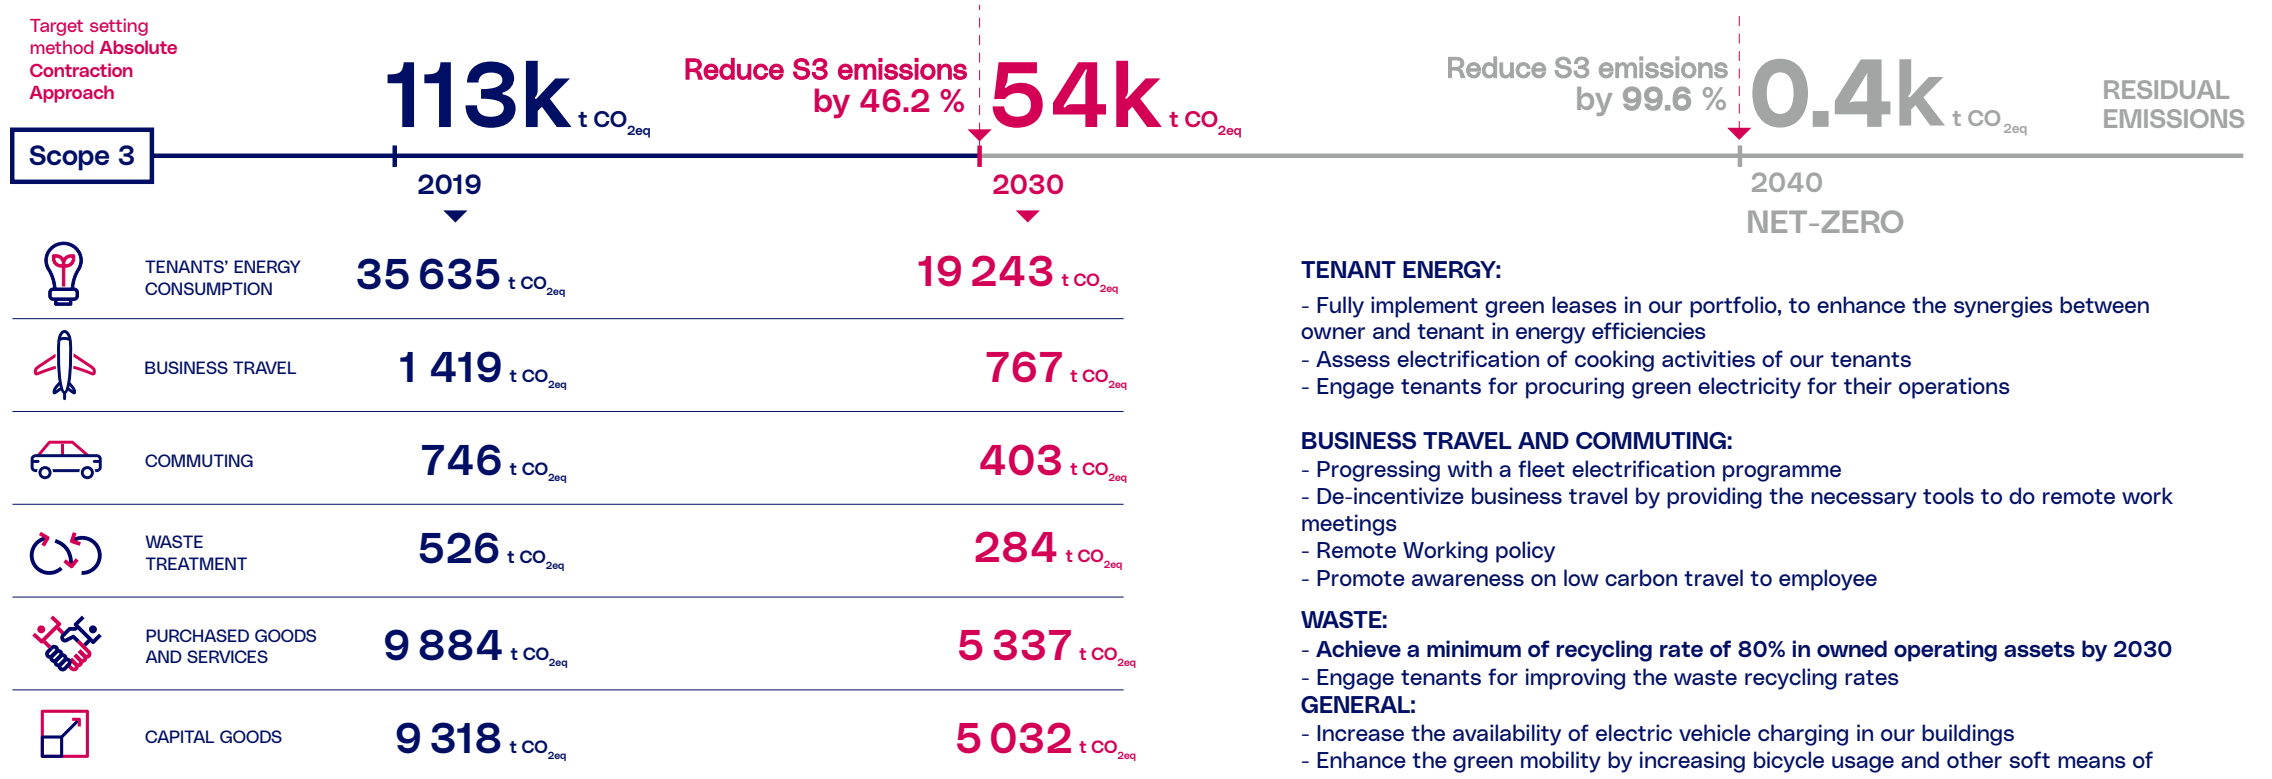 Target setting
method Absolute
Contraction
Approach
113k t CO2eq
Reduce S3 emissions
by 46.2 %
54k t CO2eq
Reduce S3 emissions
by 99.6 %
0.4k t CO2eq
RESIDUAL
EMISSIONS
Scope 3
2019
2030
2040
NET-ZERO
TENANTS' ENERGY
CONSUMPTION
35 635 t CO2eq
19 243 t CO2eq
BUSINESS TRAVEL
1 419 t CO2eq
767 t CO2eq
COMMUTING
746 t CO2eq
403 t CO2eq
WASTE
TREATMENT
526 t CO2eq
284 t CO2eq
PURCHASED GOODS
AND SERVICES
9 884 t CO2eq
5 337 t CO2eq
CAPITAL GOODS
9 318 t CO2eq
5 032 t CO2eq
TENANT ENERGY:
- Fully implement green leases in our portfolio, to enhance the synergies between
owner and tenant in energy efficiencies
- Assess electrification of cooking activities of our tenants
- Engage tenants for procuring green electricity for their operations
BUSINESS TRAVEL AND COMMUTING:
- Progressing with a fleet electrification programme
- De-incentivize business travel by providing the necessary tools to do remote work
meetings
- Remote Working policy
- Promote awareness on low carbon travel to employee
WASTE:
- Achieve a minimum of recycling rate of 80% in owned operating assets by 2030
- Engage tenants for improving the waste recycling rates
GENERAL:
- Increase the availability of electric vehicle charging in our buildings
- Enhance the green mobility by increasing bicycle usage and other soft means of